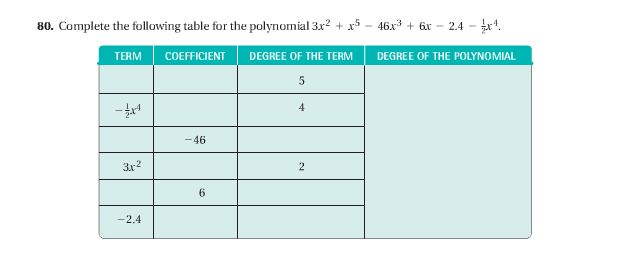 80. Complete the following table for the polynomial 3x² + x⁵ − 46x³ + 6x − 2.4 − ½x⁴.
TERM COEFFICIENT DEGREE OF THE TERM DEGREE OF THE POLYNOMIAL
5
−½x⁴ 4
−46
3x² 2
6
−2.4